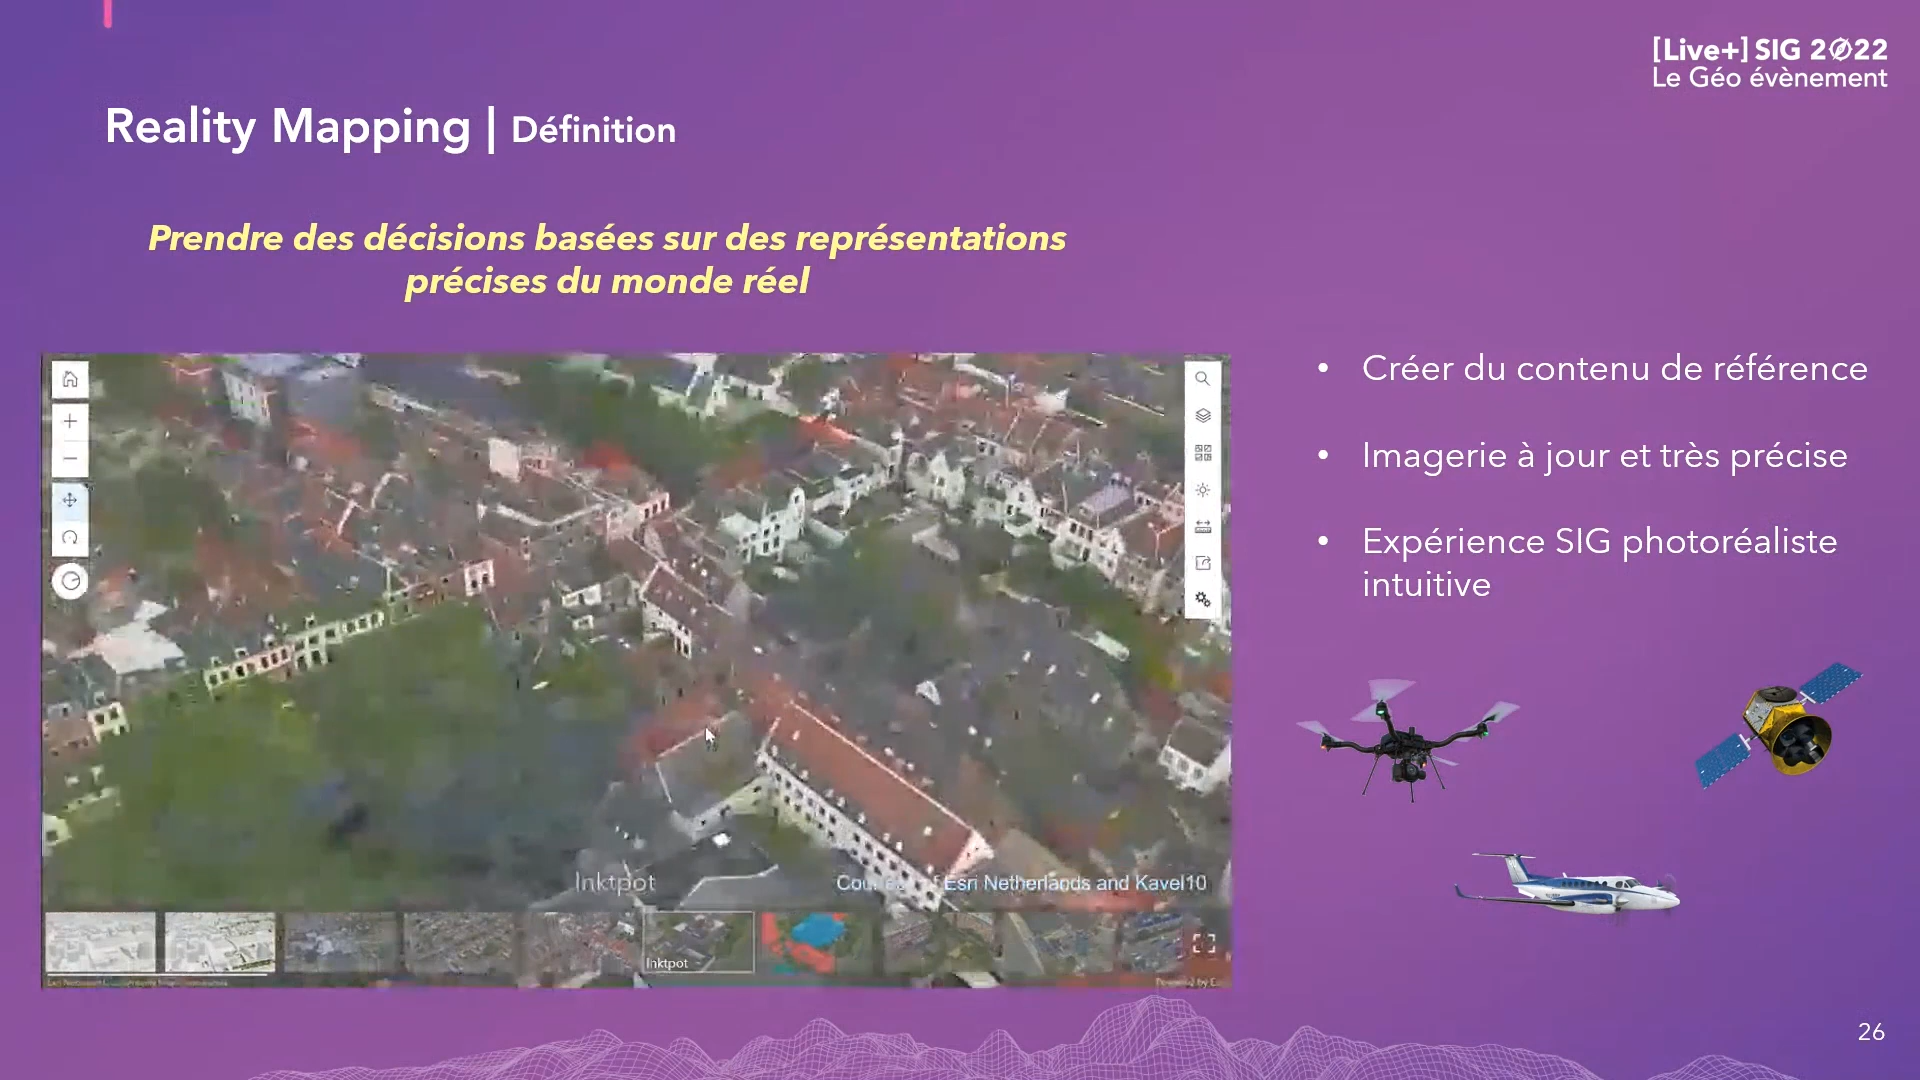 [Live+] SIG 2022
Le Géo évènement
Reality Mapping | Définition
Prendre des décisions basées sur des représentations
précises du monde réel
• Créer du contenu de référence
• Imagerie à jour et très précise
• Expérience SIG photoréaliste
intuitive
Inktpot
Esri Netherlands and Kavel10
Inktpot
Powered by
26